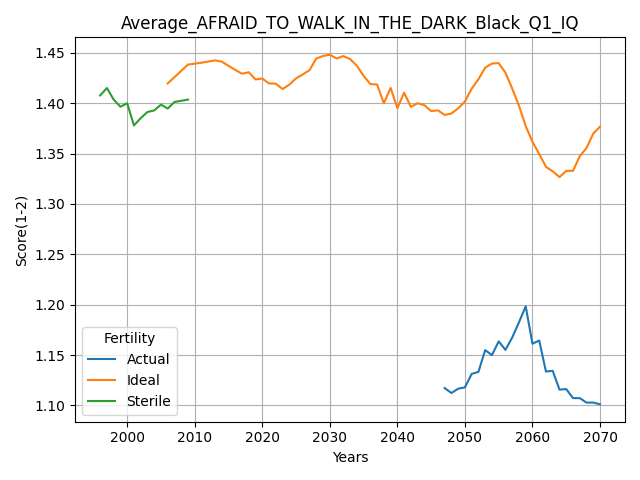 Average_AFRAID_TO_WALK_IN_THE_DARK_Black_Q1_IQ
Score(1-2)
1.45
1.40
1.35
1.30
1.25
1.20
1.15
1.10
Fertility
Actual
Ideal
Sterile
2000 2010 2020 2030 2040 2050 2060 2070
Years